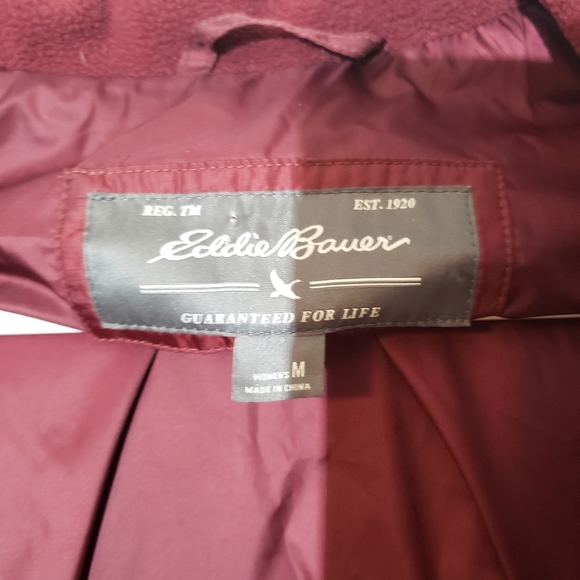 REG. TM EST. 1920
Eddie Bauer
GUARANTEED FOR LIFE
WOMEN'S M
MADE IN CHINA